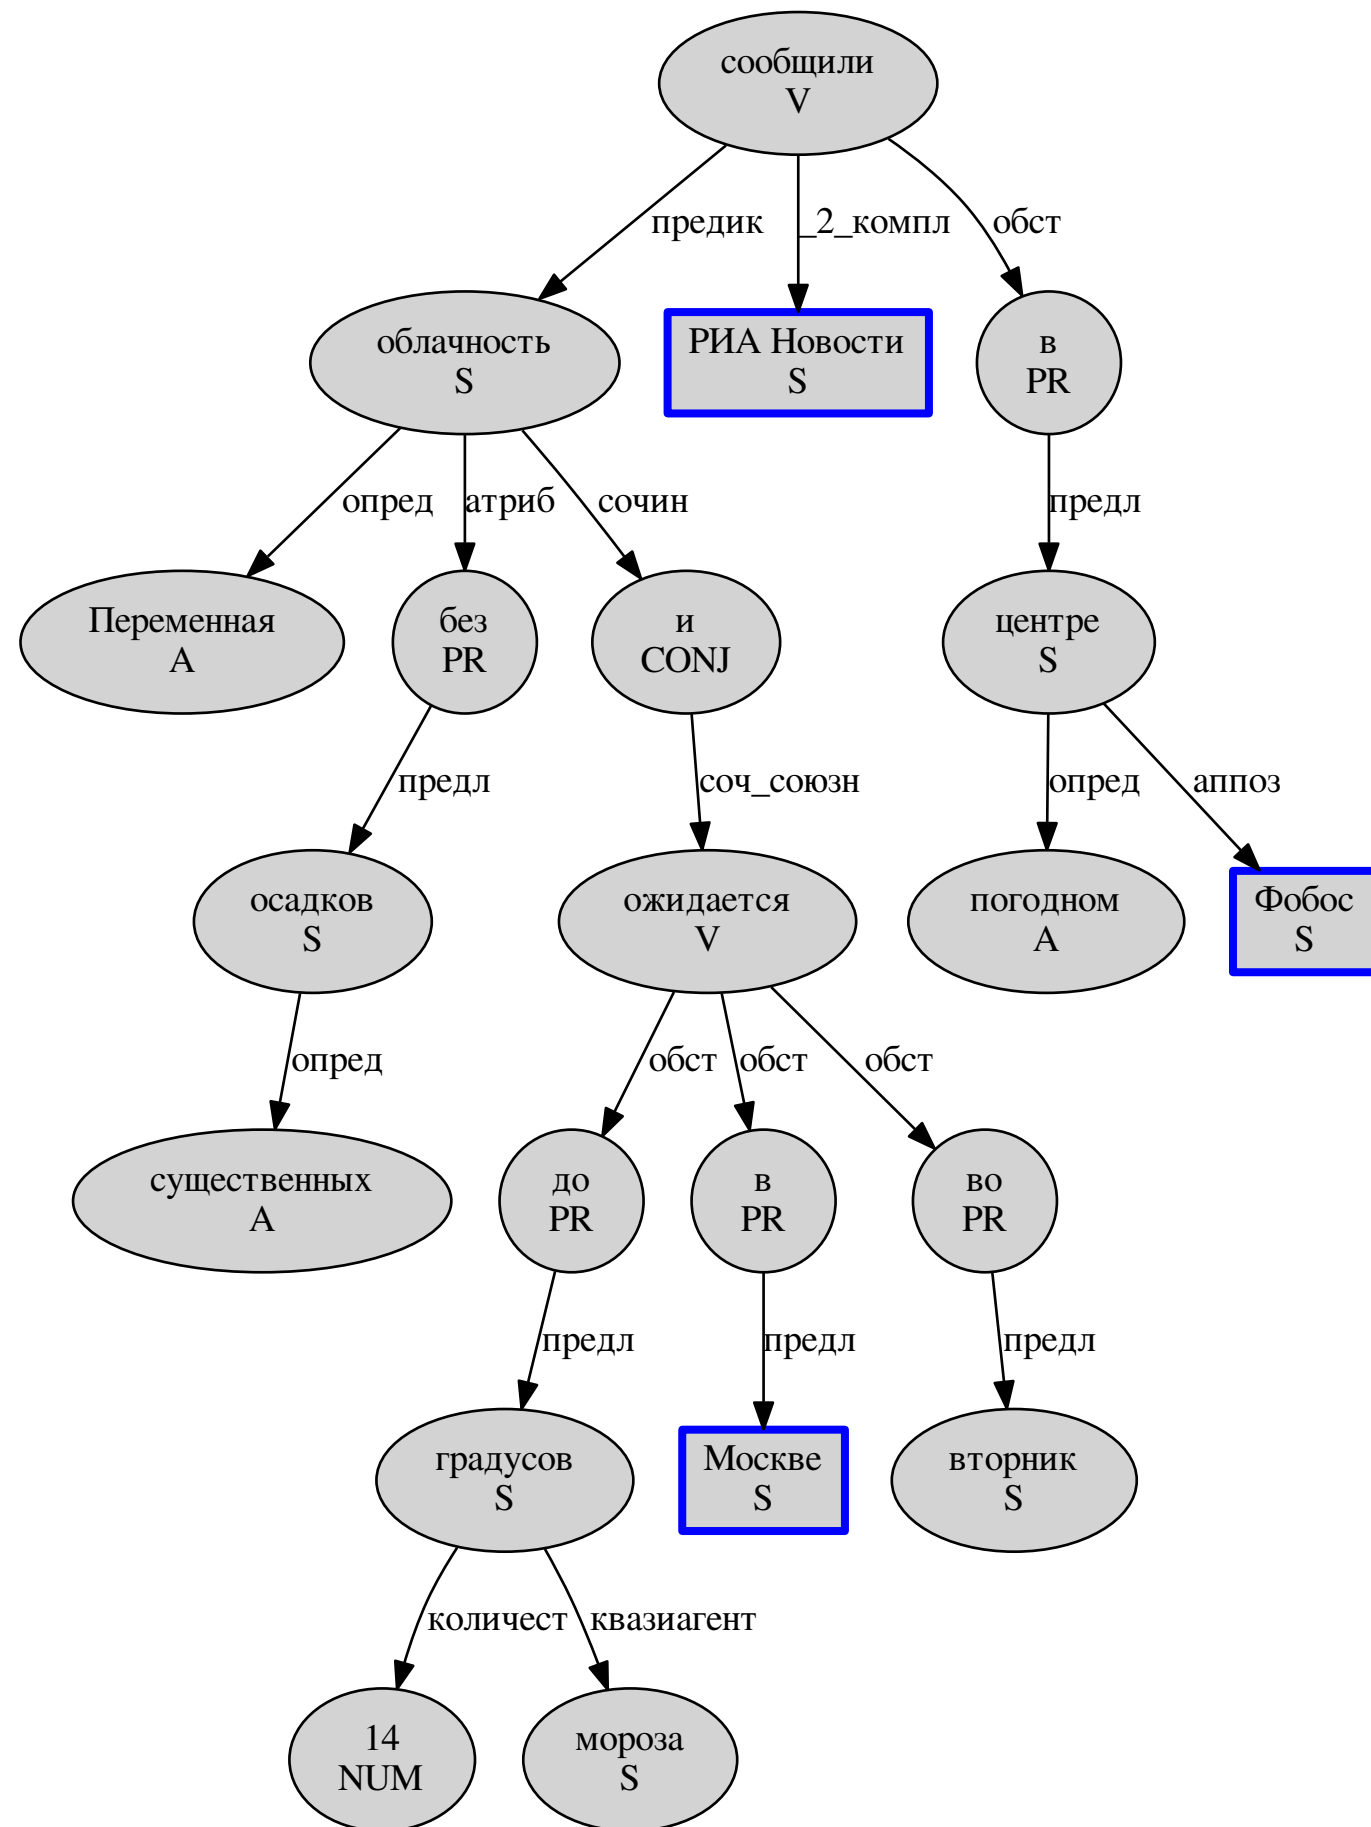 сообщили
V
предик
_2_компл
обст
облачность
S
РИА Новости
S
в
PR
опред
атриб
сочин
предл
Переменная
A
без
PR
и
CONJ
центре
S
предл
соч_союзн
опред
аппоз
осадков
S
ожидается
V
погодном
A
Фобос
S
опред
обст
обст
обст
существенных
A
до
PR
в
PR
во
PR
предл
предл
предл
градусов
S
Москве
S
вторник
S
количест
квазиагент
14
NUM
мороза
S